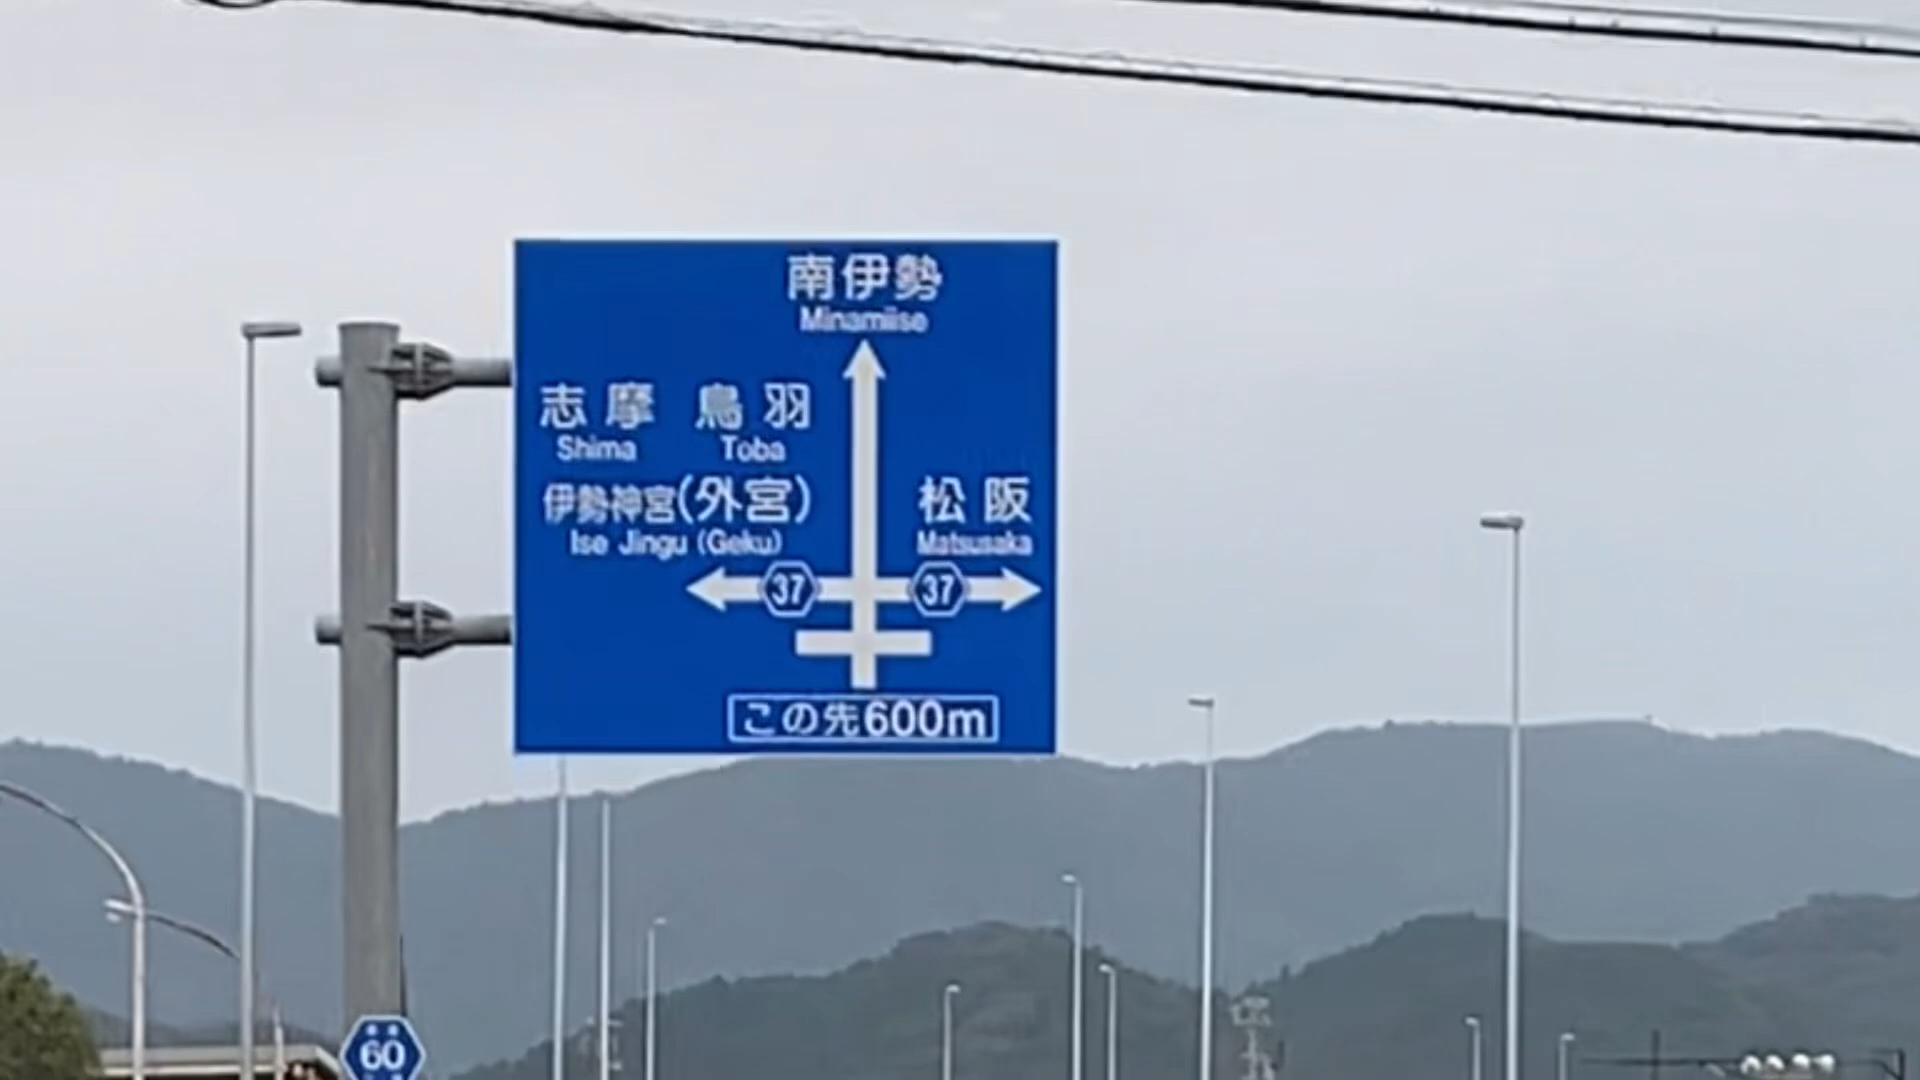 南伊勢
Minamiise
志摩 鳥羽
Shima Toba
伊勢神宮(外宮)
Ise Jingu (Geku)
松阪
Matsusaka
37 37
この先600m
60